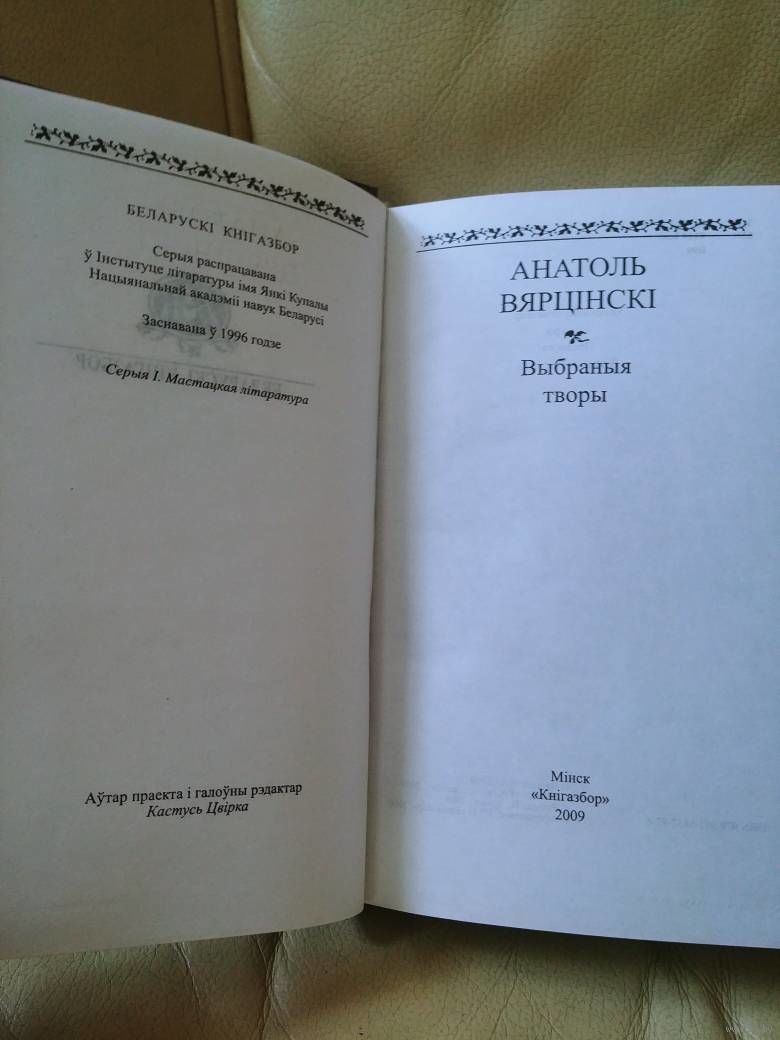 БЕЛАРУСКІ КНІГАЗБОР
Серыя распрацавана
ў Інстытуце літаратуры імя Янкі Купалы
Нацыянальнай акадэміі навук Беларусі
Заснавана ў 1996 годзе
Серыя І. Мастацкая літаратура
Аўтар праекта і галоўны рэдактар
Кастусь Цвірка
АНАТОЛЬ
ВЯРЦІНСКІ
Выбраныя
творы
Мінск
«Кнігазбор»
2009